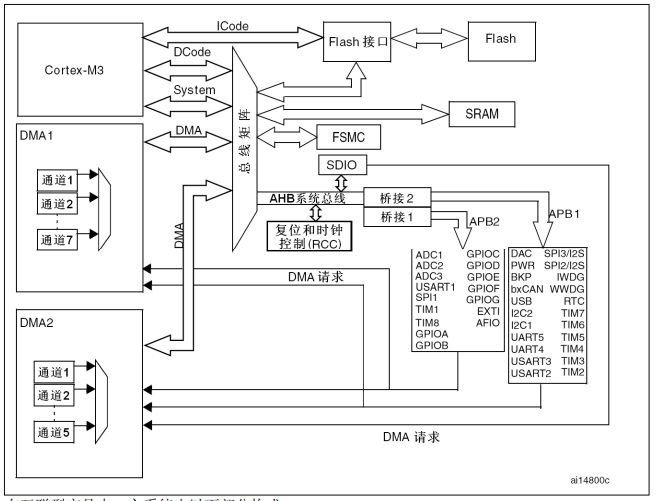 ICode
Cortex-M3
Flash 接口
Flash
DCode
System
总线矩阵
SRAM
DMA1
DMA
FSMC
SDIO
通道1
通道2
通道7
AHB系统总线
桥接2
桥接1
APB2
APB1
复位和时钟
控制(RCC)
DMA
DMA 请求
ADC1 GPIOC
ADC2 GPIOD
ADC3 GPIOE
USART1 GPIOF
SPI1 GPIOG
TIM1 EXTI
TIM8 AFIO
GPIOA
GPIOB
DAC SPI3/I2S
PWR SPI2/I2S
BKP IWDG
bxCAN WWDG
USB RTC
I2C2 TIM7
I2C1 TIM6
UART5 TIM5
UART4 TIM4
USART3 TIM3
USART2 TIM2
DMA2
通道1
通道2
通道5
DMA 请求
ai14800c